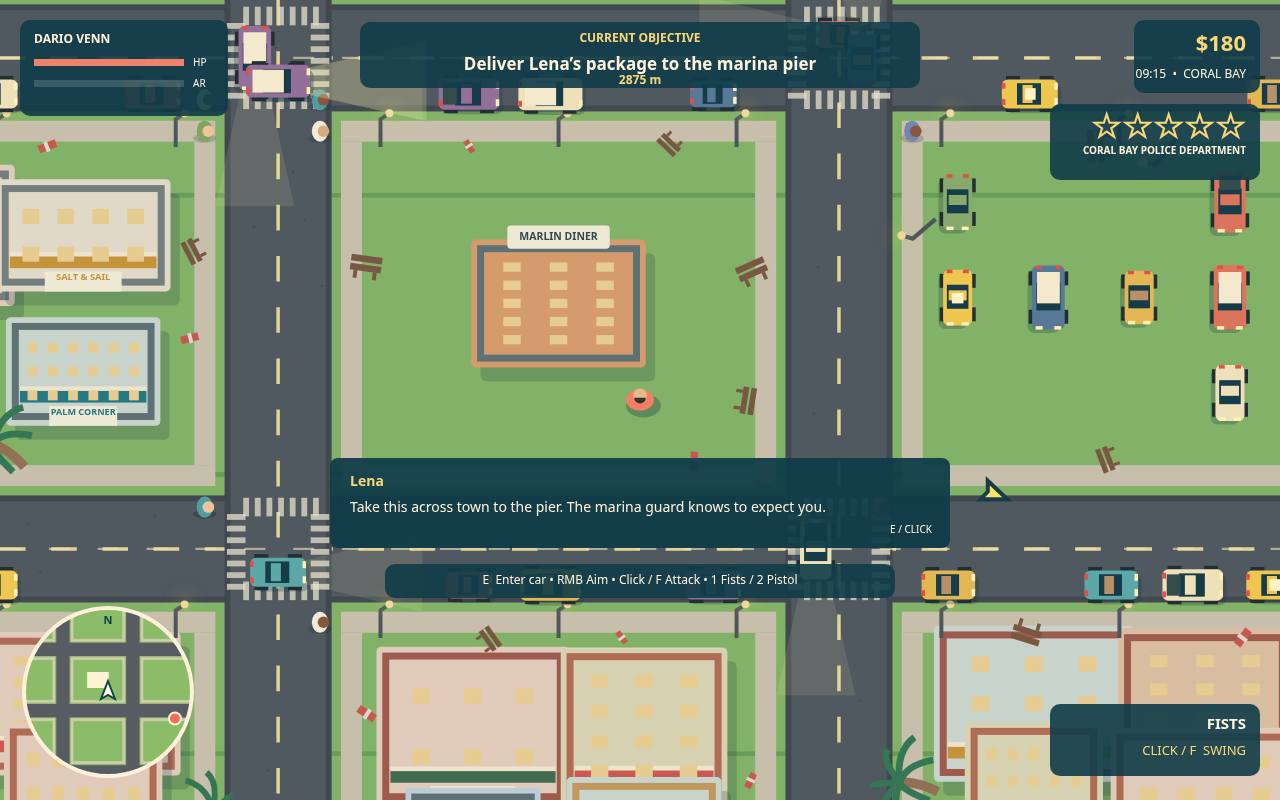 DARIO VENN
HP
AR
CURRENT OBJECTIVE
Deliver Lena’s package to the marina pier
2875 m
$180
09:15 • CORAL BAY
☆☆☆☆☆
CORAL BAY POLICE DEPARTMENT
MARLIN DINER
SALT & SAIL
PALM CORNER
Lena
Take this across town to the pier. The marina guard knows to expect you.
E / CLICK
E Enter car • RMB Aim • Click / F Attack • 1 Fists / 2 Pistol
N
FISTS
CLICK / F SWING